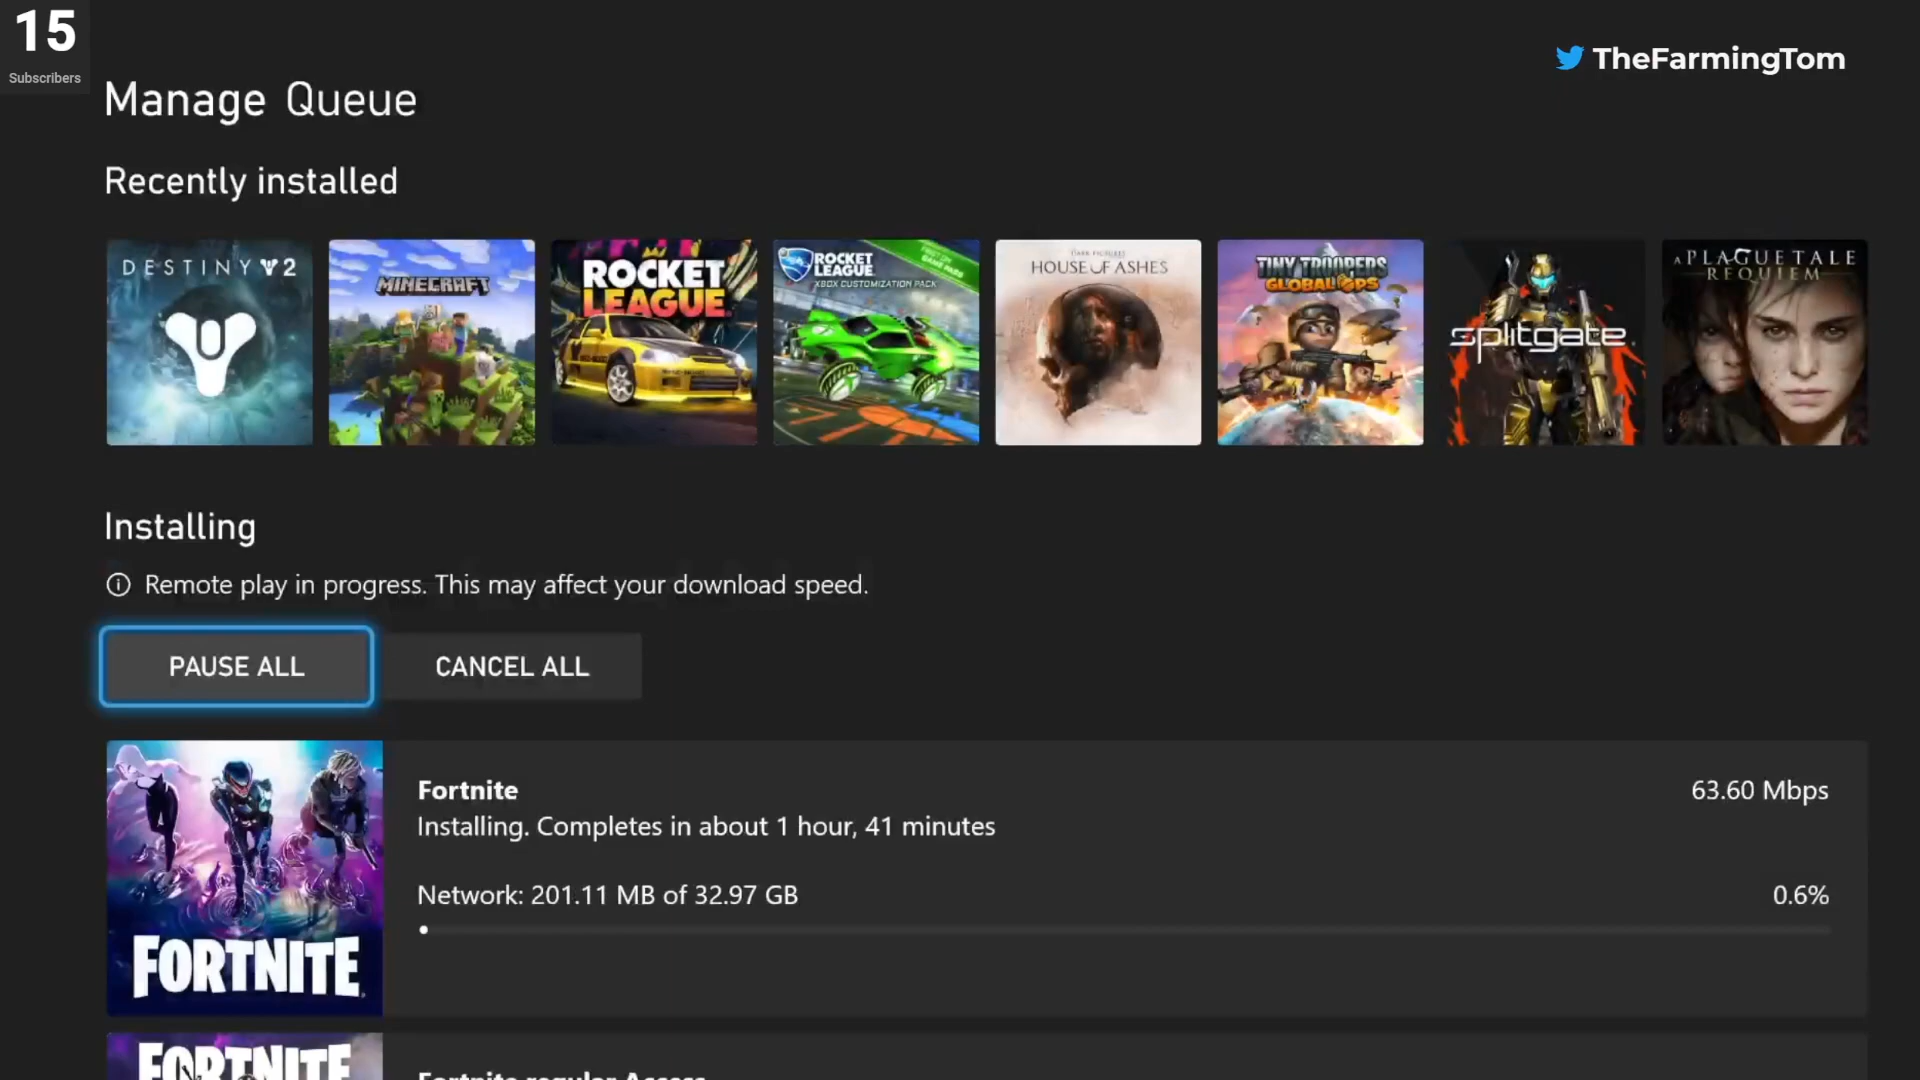 15
Subscribers
TheFarmingTom
Manage Queue
Recently installed
DESTINY 2
MINECRAFT
ROCKET
LEAGUE
ROCKET
LEAGUE
XBOX CUSTOMIZATION PACK
HOUSE OF ASHES
TINY TROOPERS
GLOBAL OPS
splitgate
A PLAGUE TALE
REQUIEM
Installing
Remote play in progress. This may affect your download speed.
PAUSE ALL
CANCEL ALL
Fortnite
63.60 Mbps
Installing. Completes in about 1 hour, 41 minutes
Network: 201.11 MB of 32.97 GB
0.6%
FORTNITE
FORTNITE
Fortnite regular Access